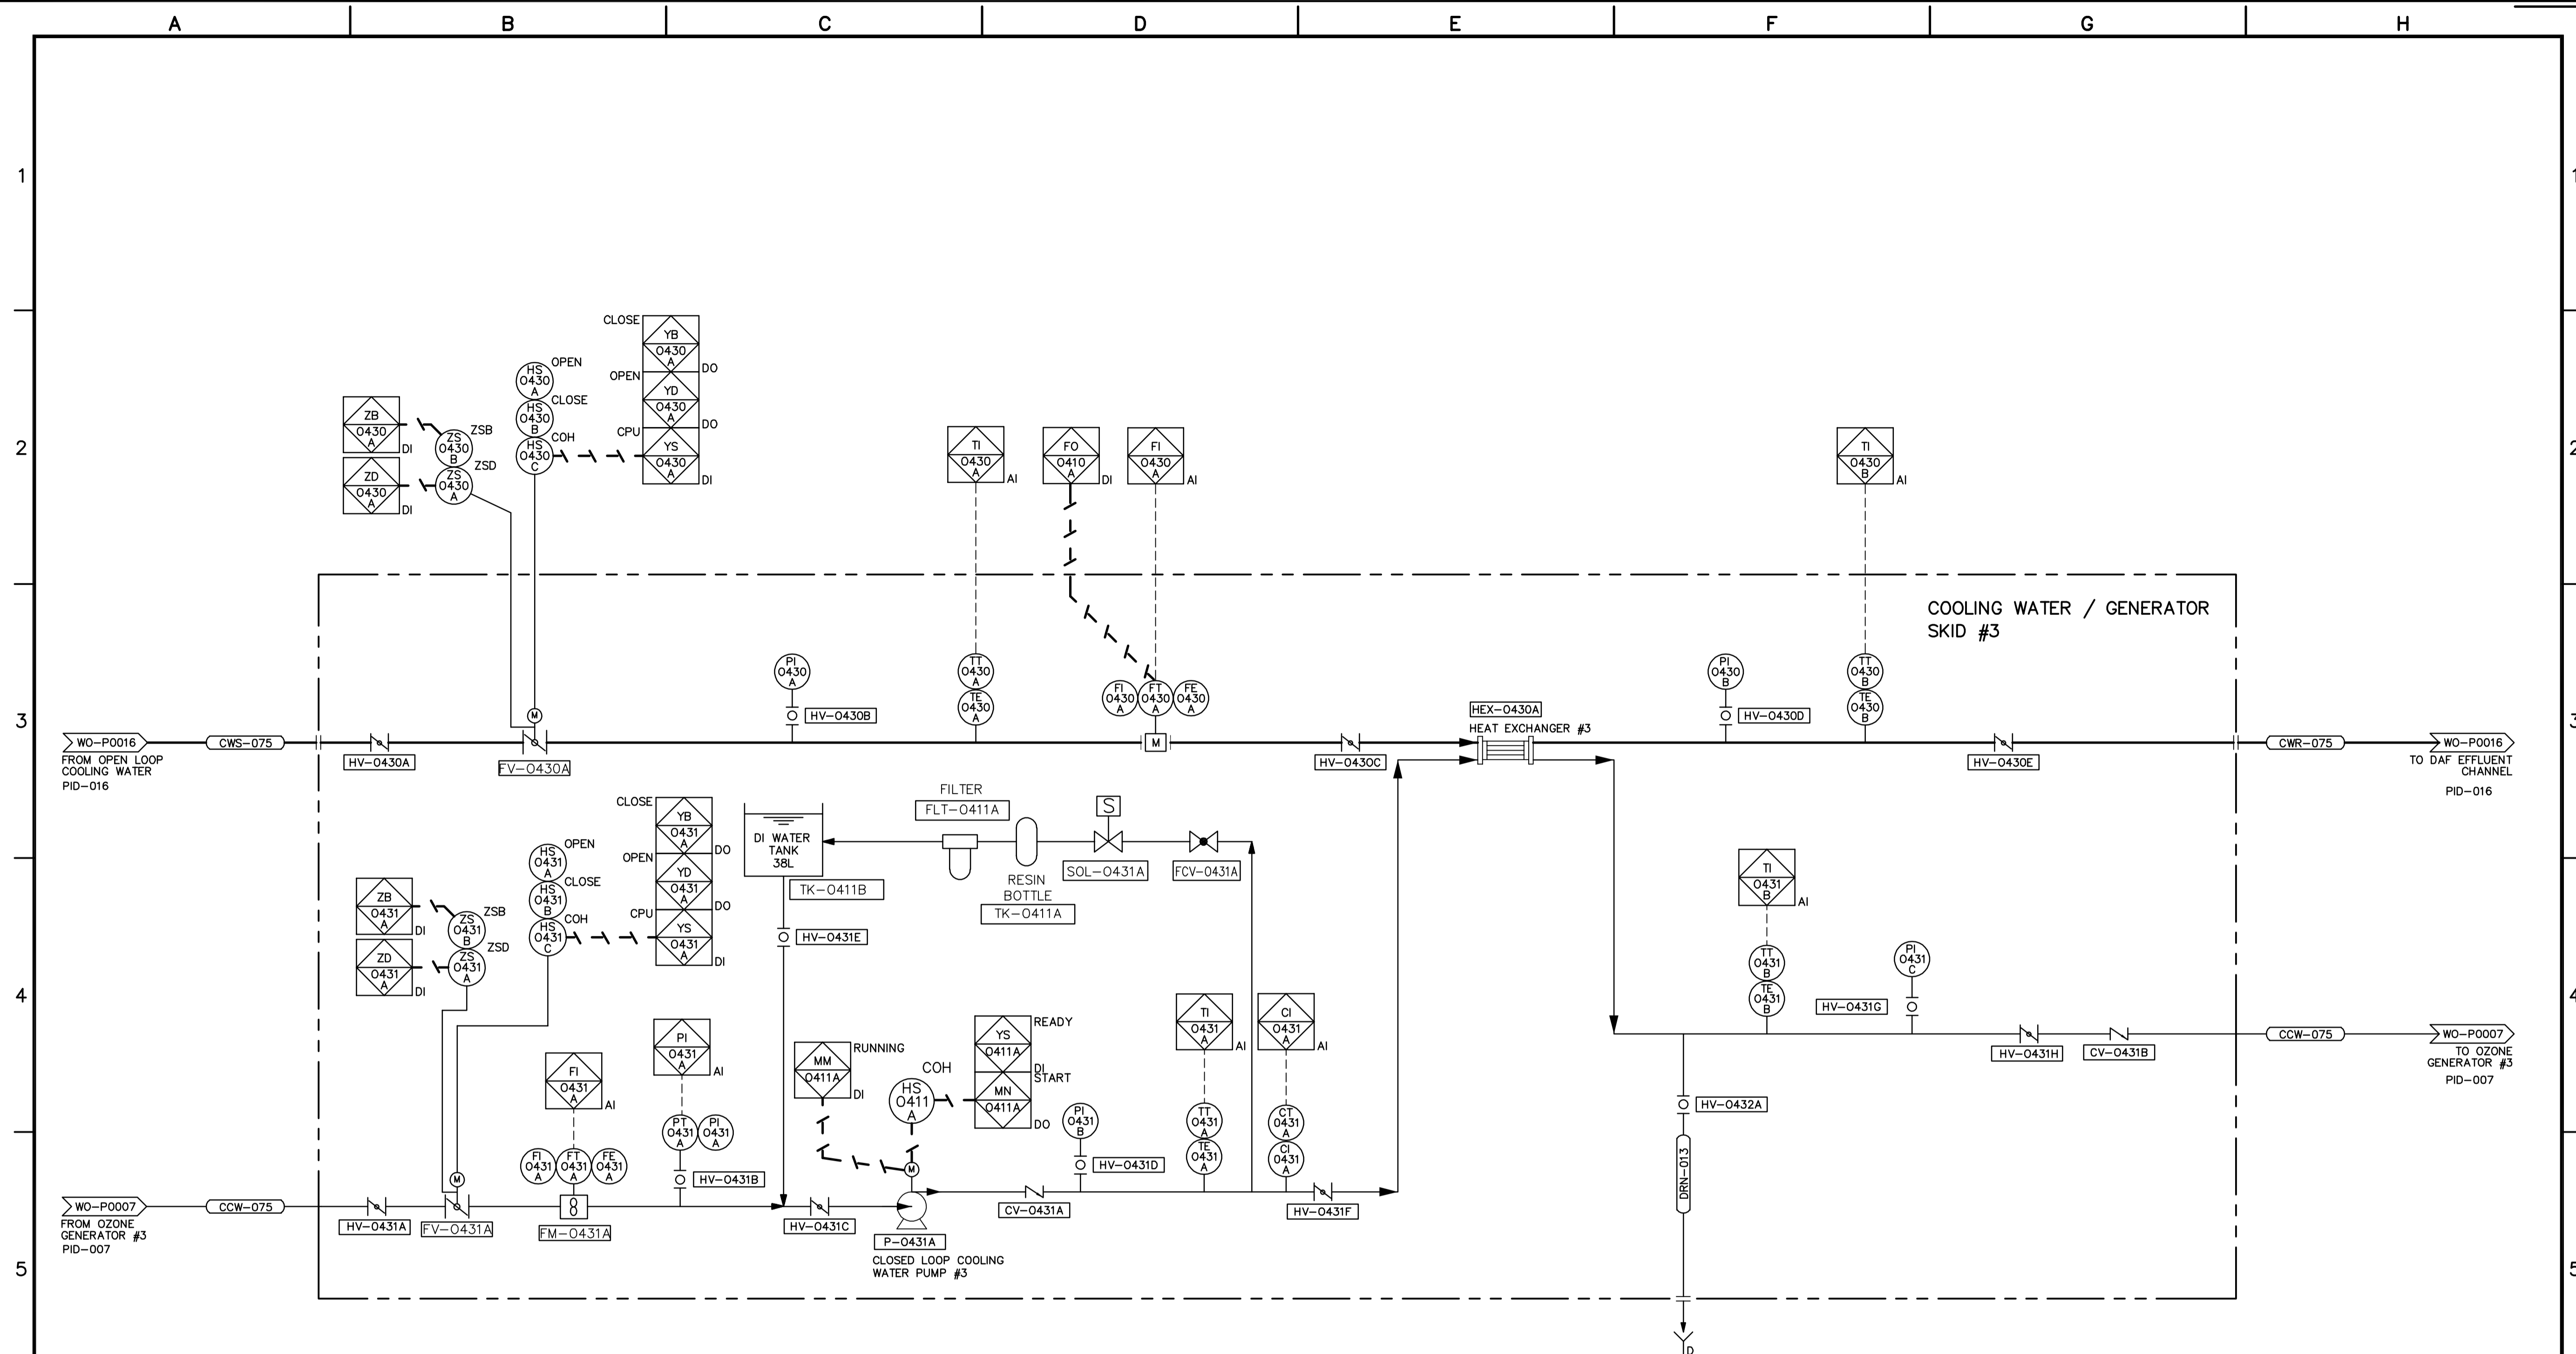 A B C D E F G H
1 1
CLOSE
YB
0430
A
DO
OPEN
YD
0430
A
DO
CPU
YS
0430
A
DI
HS
0430
A
OPEN
HS
0430
B
CLOSE
HS
0430
C
COH
ZB
0430
A
DI
ZS
0430
B
ZSB
ZD
0430
A
DI
ZS
0430
A
ZSD
2 2
TI
0430
A
AI
FO
0410
A
DI
FI
0430
A
AI
TI
0430
B
AI
COOLING WATER / GENERATOR
SKID #3
3 3
M
PI
0430
A
HV-0430B
TT
0430
A
TE
0430
A
FI
0430
A
FT
0430
A
FE
0430
A
PI
0430
B
HV-0430D
TT
0430
B
TE
0430
B
WO-P0016
FROM OPEN LOOP
COOLING WATER
PID-016
CWS-075
HV-0430A
FV-0430A
M
HV-0430C
HEX-0430A
HEAT EXCHANGER #3
HV-0430E
CWR-075
WO-P0016
TO DAF EFFLUENT
CHANNEL
PID-016
CLOSE
YB
0431
A
DO
OPEN
YD
0431
A
DO
CPU
YS
0431
A
DI
HS
0431
A
OPEN
HS
0431
B
CLOSE
HS
0431
C
COH
ZB
0431
A
DI
ZS
0431
B
ZSB
ZD
0431
A
DI
ZS
0431
A
ZSD
DI WATER
TANK
38L
TK-0411B
HV-0431E
FILTER
FLT-0411A
RESIN
BOTTLE
TK-0411A
S
SOL-0431A
FCV-0431A
TI
0431
B
AI
TT
0431
B
TE
0431
B
PI
0431
C
HV-0431G
4 4
HV-0431H
CV-0431B
CCW-075
WO-P0007
TO OZONE
GENERATOR #3
PID-007
HV-0432A
DRN-013
D
FI
0431
A
AI
PI
0431
A
AI
MM
0411A
RUNNING
DI
HS
0411
A
COH
YS
0411A
READY
DI
MN
0411A
START
DO
TI
0431
A
AI
CI
0431
A
AI
FI
0431
A
FT
0431
A
FE
0431
A
PT
0431
A
PI
0431
A
HV-0431B
PI
0431
B
HV-0431D
TT
0431
A
TE
0431
A
CT
0431
A
CI
0431
A
M
M
WO-P0007
FROM OZONE
GENERATOR #3
PID-007
CCW-075
HV-0431A
FV-0431A
FM-0431A
HV-0431C
P-0431A
CLOSED LOOP COOLING
WATER PUMP #3
CV-0431A
HV-0431F
5 5